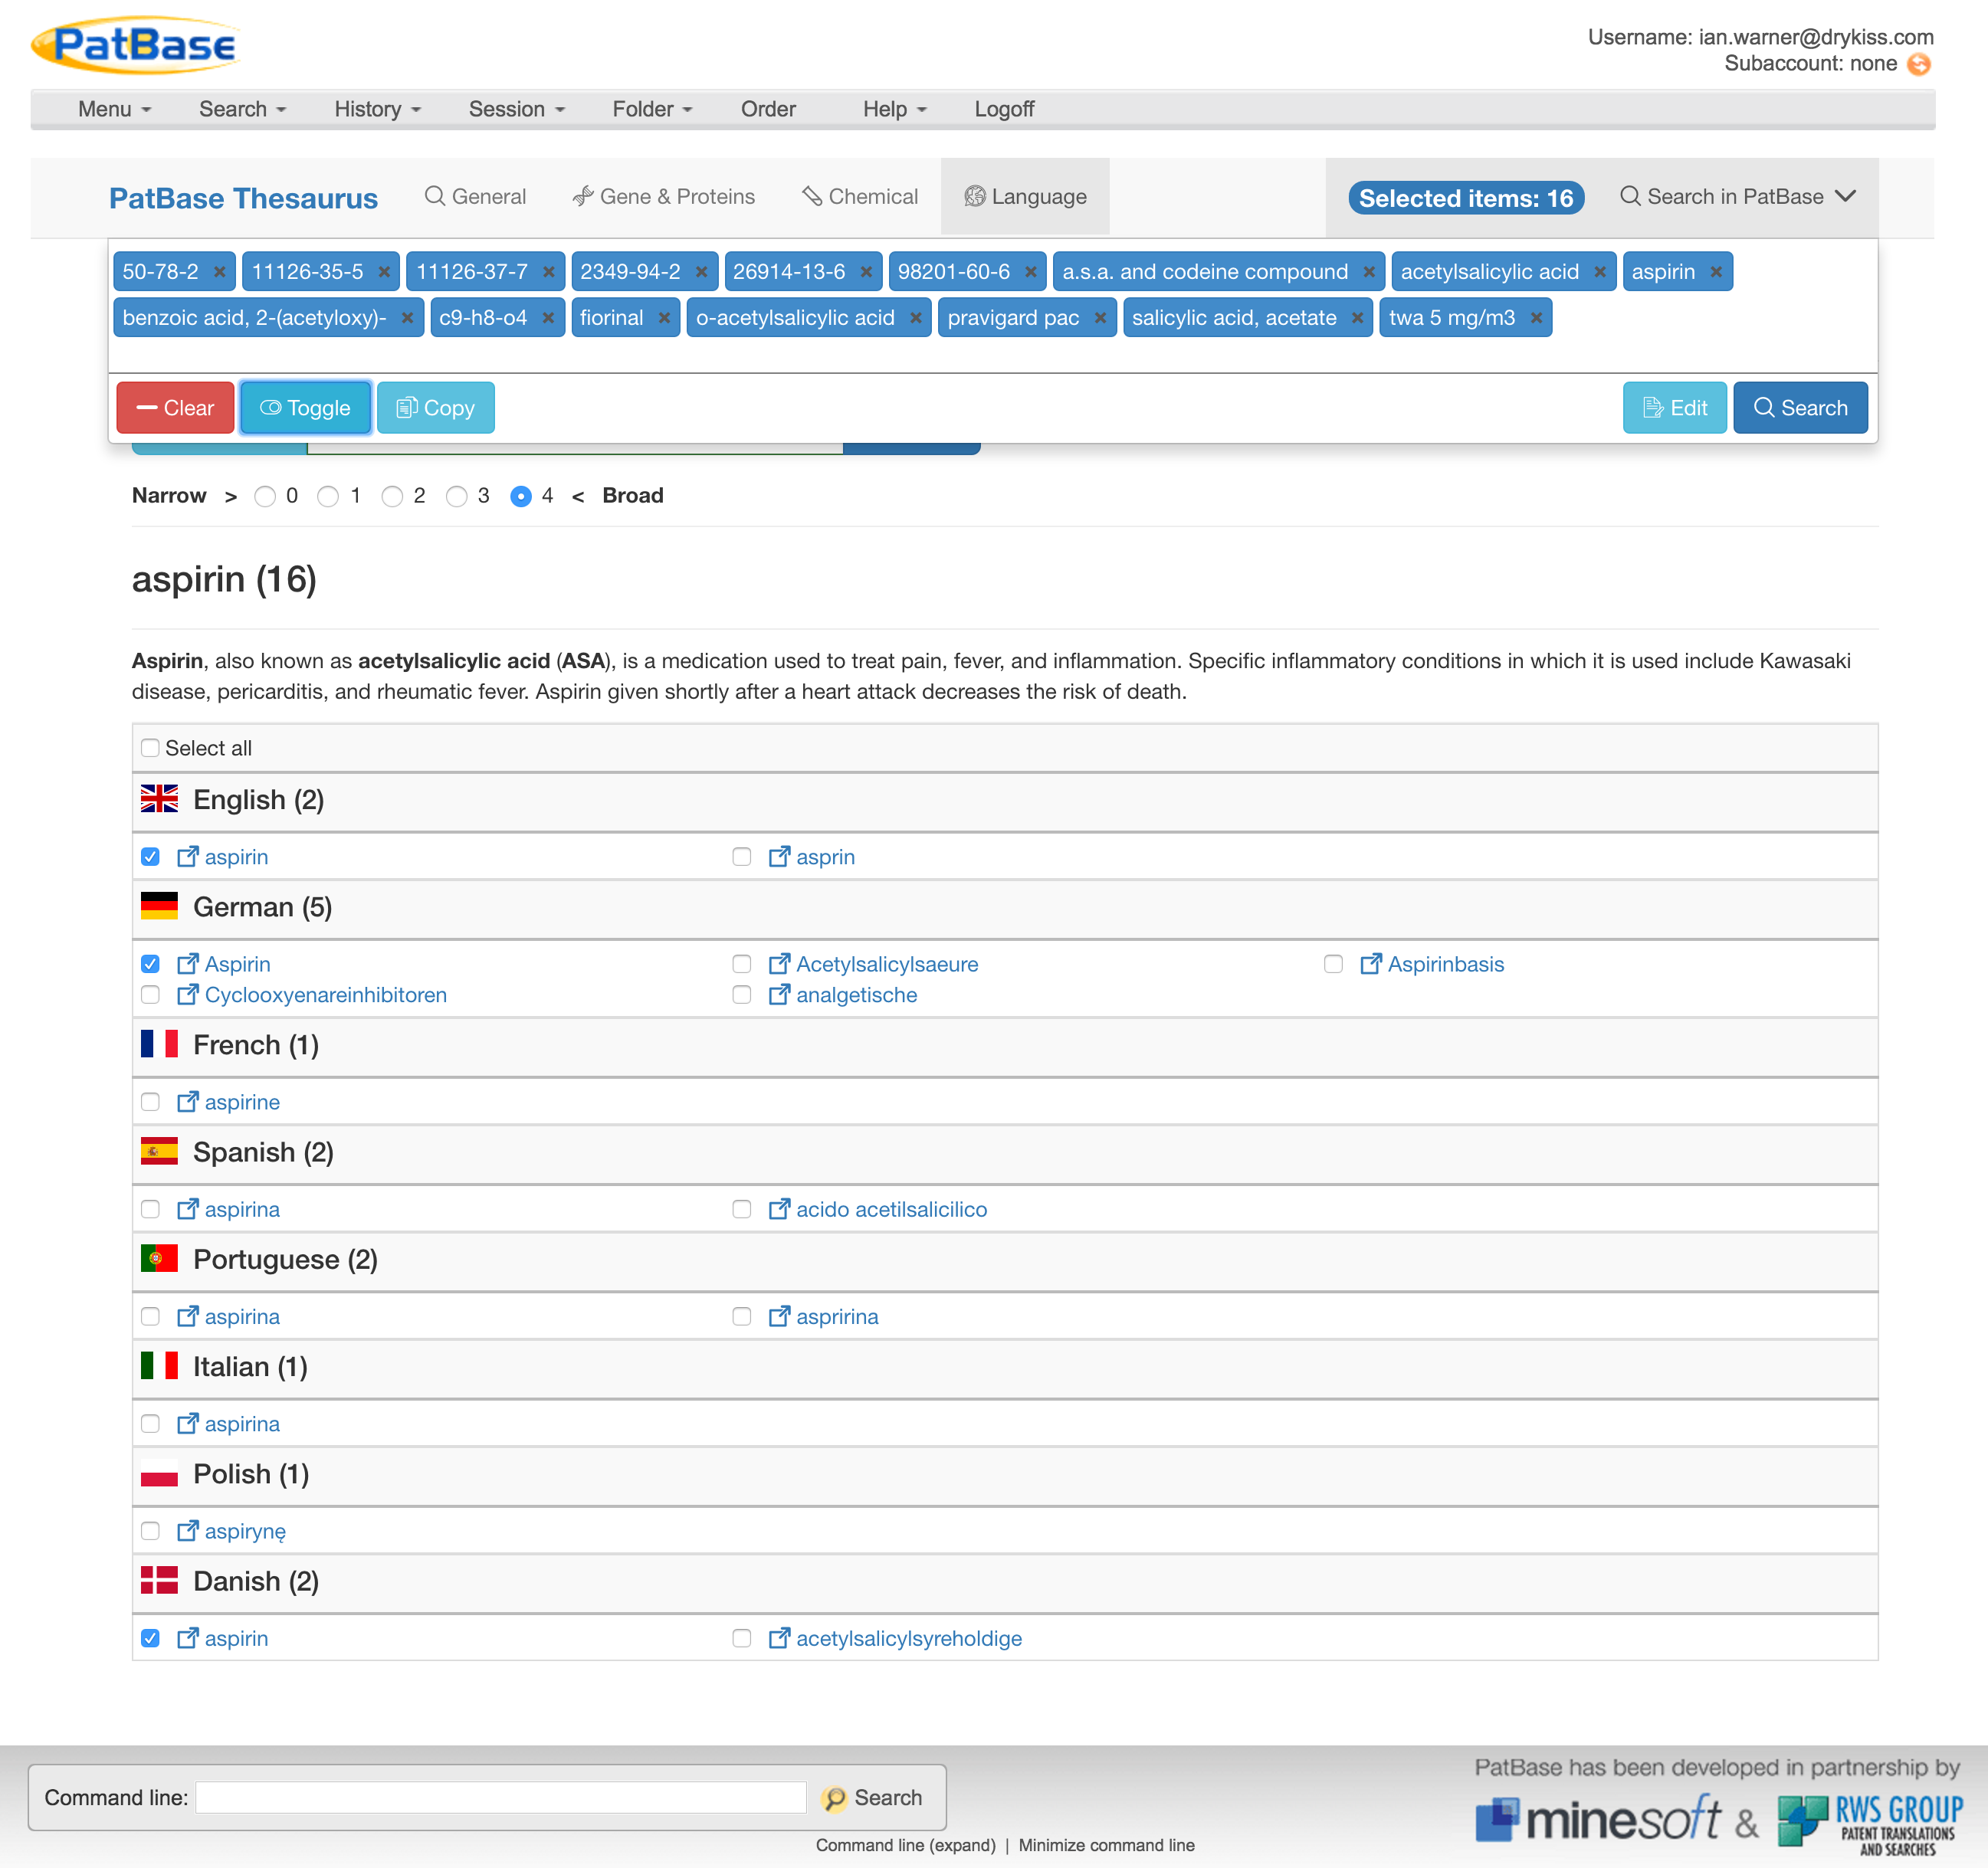 PatBase
Username: ian.warner@drykiss.com
Subaccount: none
Menu Search History Session Folder Order Help Logoff
PatBase Thesaurus General Gene & Proteins Chemical Language Selected items: 16 Search in PatBase
50-78-2 × 11126-35-5 × 11126-37-7 × 2349-94-2 × 26914-13-6 × 98201-60-6 × a.s.a. and codeine compound × acetylsalicylic acid × aspirin ×
benzoic acid, 2-(acetyloxy)- × c9-h8-o4 × fiorinal × o-acetylsalicylic acid × pravigard pac × salicylic acid, acetate × twa 5 mg/m3 ×
Clear Toggle Copy Edit Search
Narrow > 0 1 2 3 4 < Broad
aspirin (16)
Aspirin, also known as acetylsalicylic acid (ASA), is a medication used to treat pain, fever, and inflammation. Specific inflammatory conditions in which it is used include Kawasaki
disease, pericarditis, and rheumatic fever. Aspirin given shortly after a heart attack decreases the risk of death.
Select all
English (2)
aspirin asprin
German (5)
Aspirin Acetylsalicylsaeure Aspirinbasis
Cyclooxyenareinhibitoren analgetische
French (1)
aspirine
Spanish (2)
aspirina acido acetilsalicilico
Portuguese (2)
aspirina aspririna
Italian (1)
aspirina
Polish (1)
aspirynę
Danish (2)
aspirin acetylsalicylsyreholdige
Command line: Search
Command line (expand) | Minimize command line
PatBase has been developed in partnership by
minesoft & RWS GROUP
PATENT TRANSLATIONS
AND SEARCHES